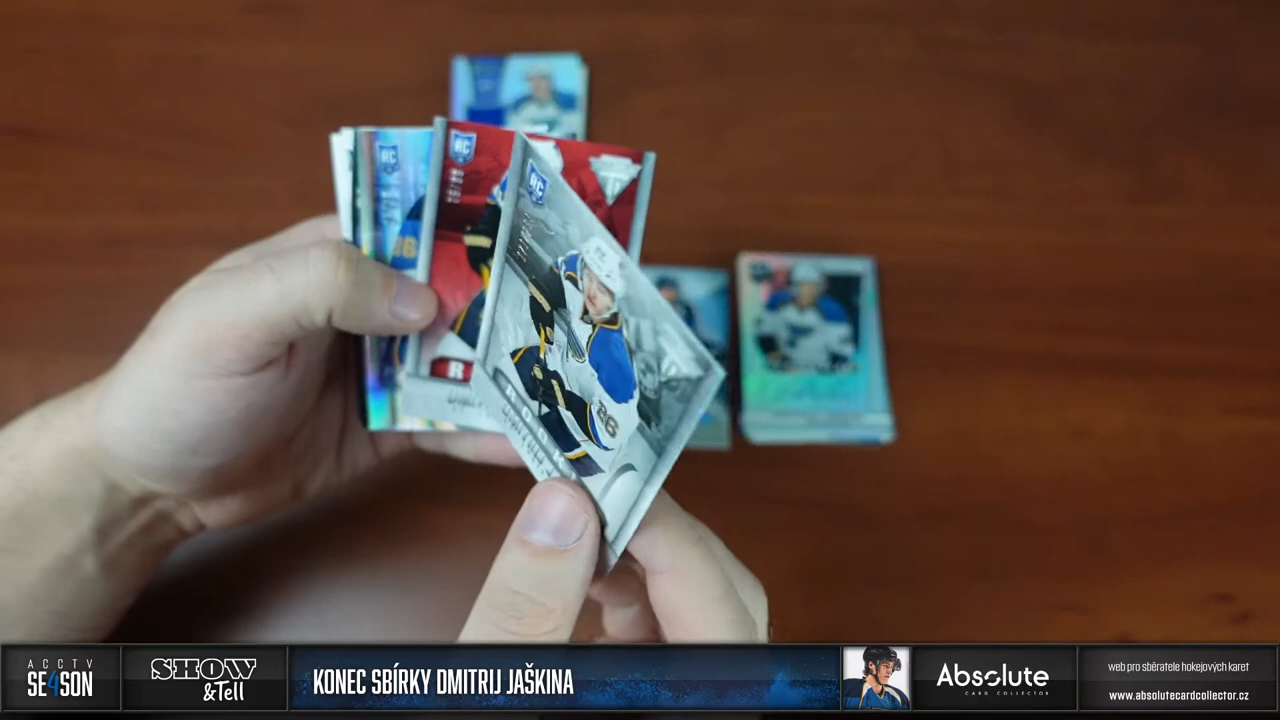 RC
RC
RC
26
ACCTV
SE4SON
SHOW
&Tell
KONEC SBÍRKY DMITRIJ JAŠKINA
Absolute
CARD COLLECTOR
web pro sběratele hokejových karet
www.absolutecardcollector.cz